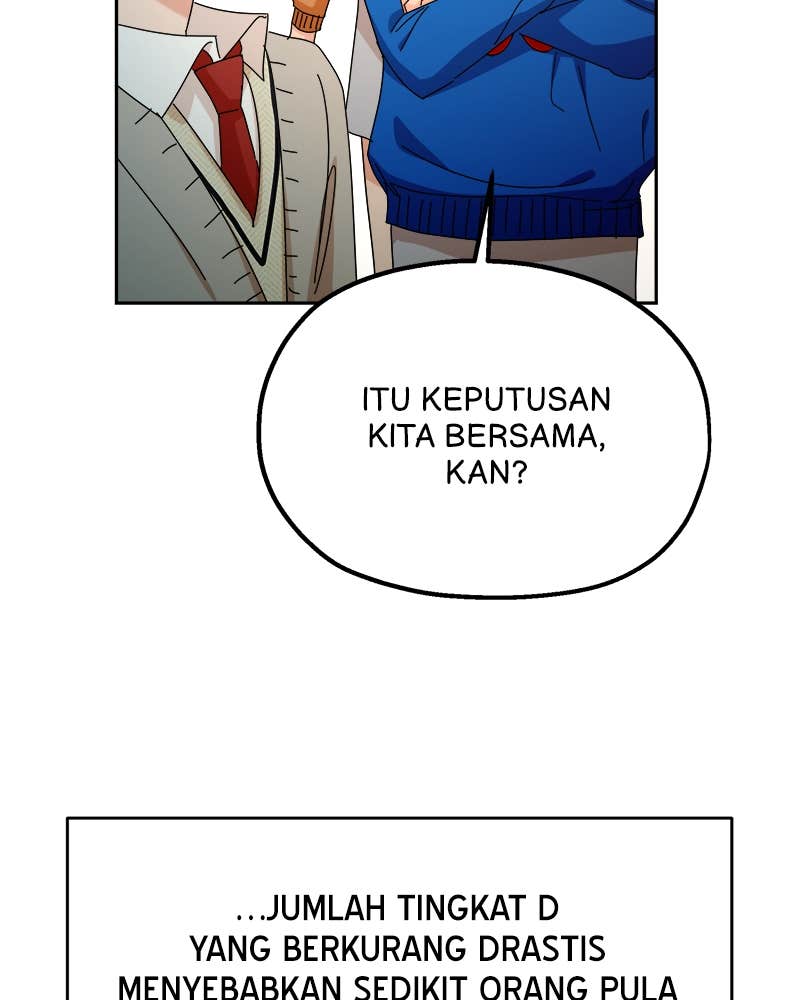 ITU KEPUTUSAN
KITA BERSAMA,
KAN?
...JUMLAH TINGKAT D
YANG BERKURANG DRASTIS
MENYEBABKAN SEDIKIT ORANG PULA